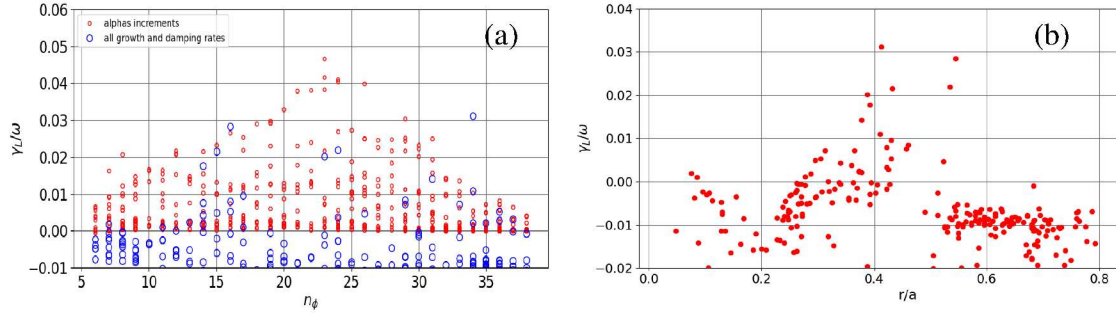 (a)
alphas increments
all growth and damping rates
γL/ω
0.06
0.05
0.04
0.03
0.02
0.01
0.00
−0.01
5 10 15 20 25 30 35
nϕ
(b)
γL/ω
0.04
0.03
0.02
0.01
0.00
−0.01
−0.02
0.0 0.2 0.4 0.6 0.8
r/a